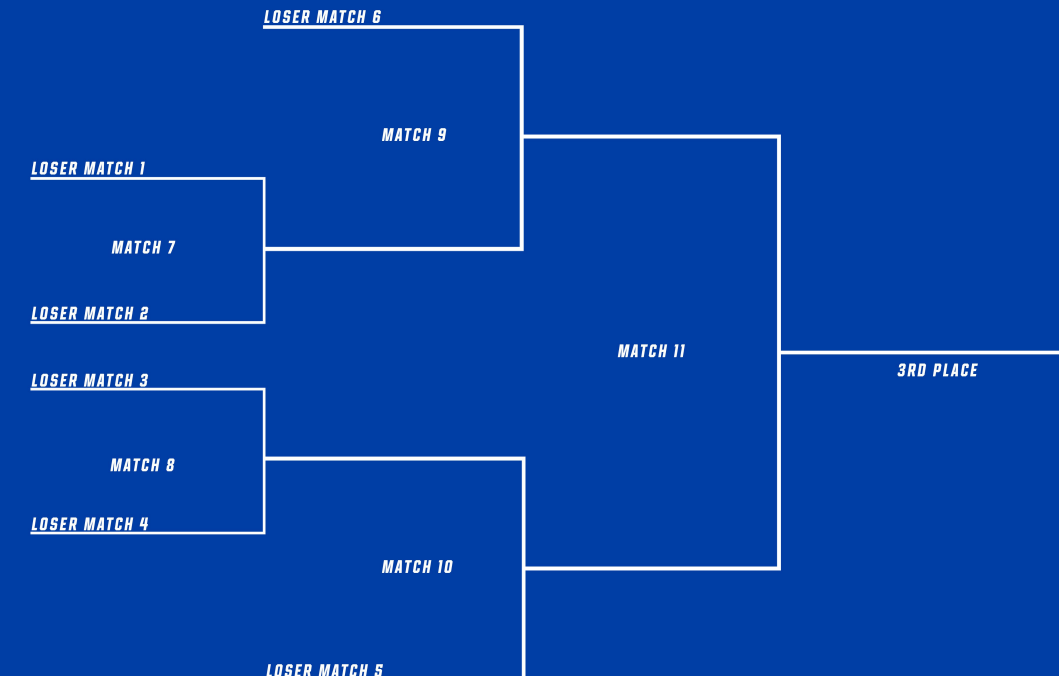 LOSER MATCH 6
MATCH 9
LOSER MATCH 1
MATCH 7
LOSER MATCH 2
MATCH 11
3RD PLACE
LOSER MATCH 3
MATCH 8
LOSER MATCH 4
MATCH 10
LOSER MATCH 5